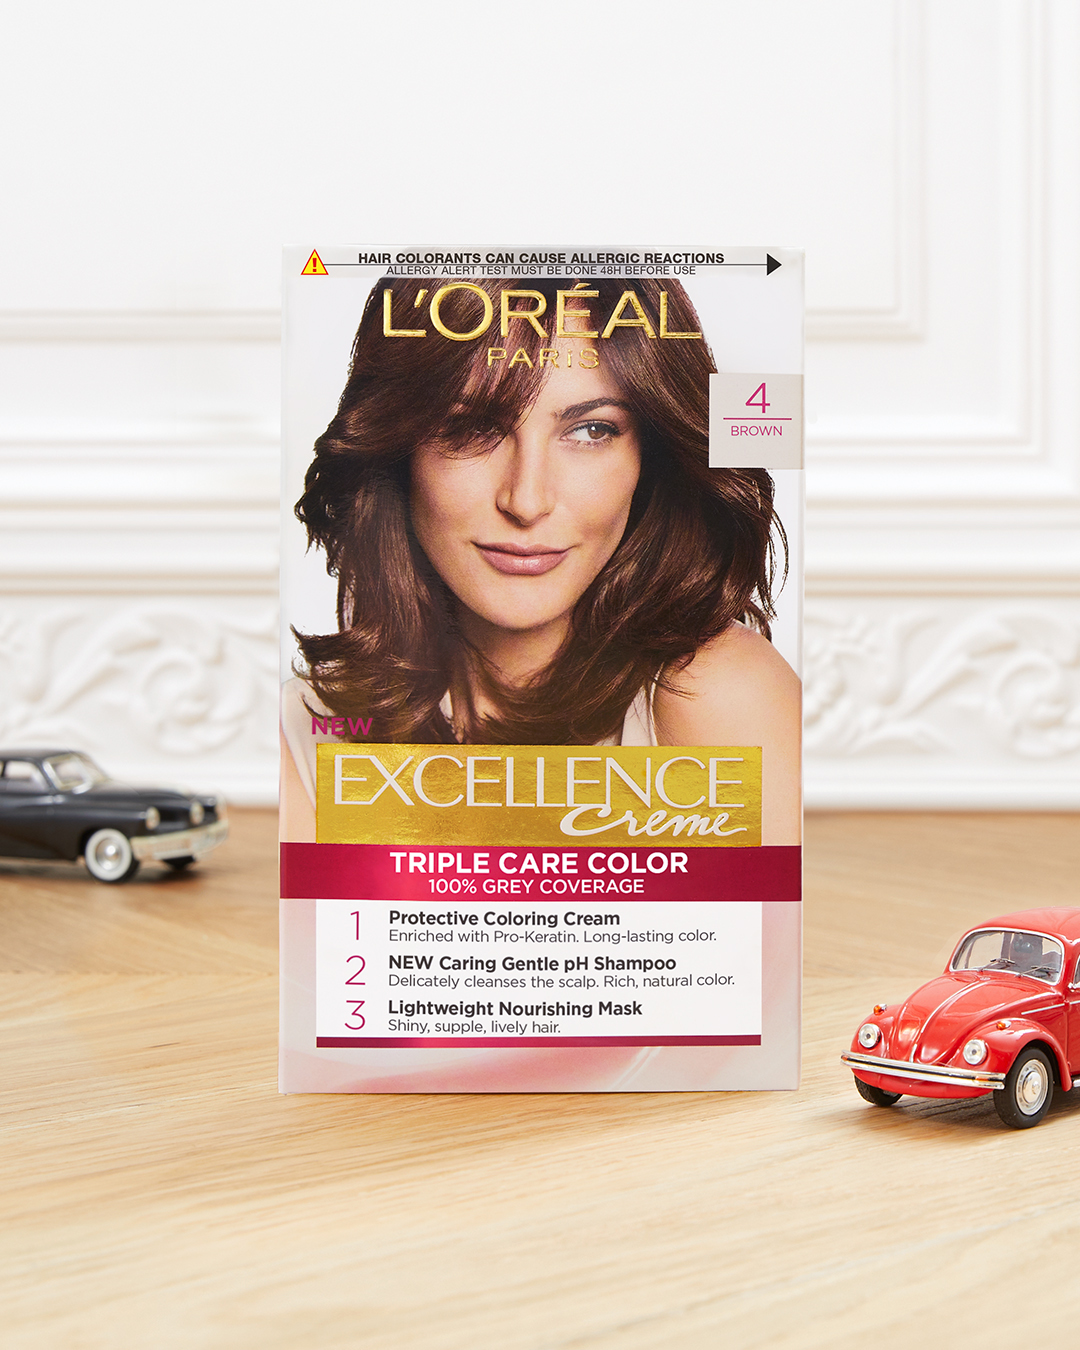 HAIR COLORANTS CAN CAUSE ALLERGIC REACTIONS
ALLERGY ALERT TEST MUST BE DONE 48H BEFORE USE
L'ORÉAL
PARIS
4
BROWN
NEW
EXCELLENCE
Creme
TRIPLE CARE COLOR
100% GREY COVERAGE
1 Protective Coloring Cream
Enriched with Pro-Keratin. Long-lasting color.
2 NEW Caring Gentle pH Shampoo
Delicately cleanses the scalp. Rich, natural color.
3 Lightweight Nourishing Mask
Shiny, supple, lively hair.